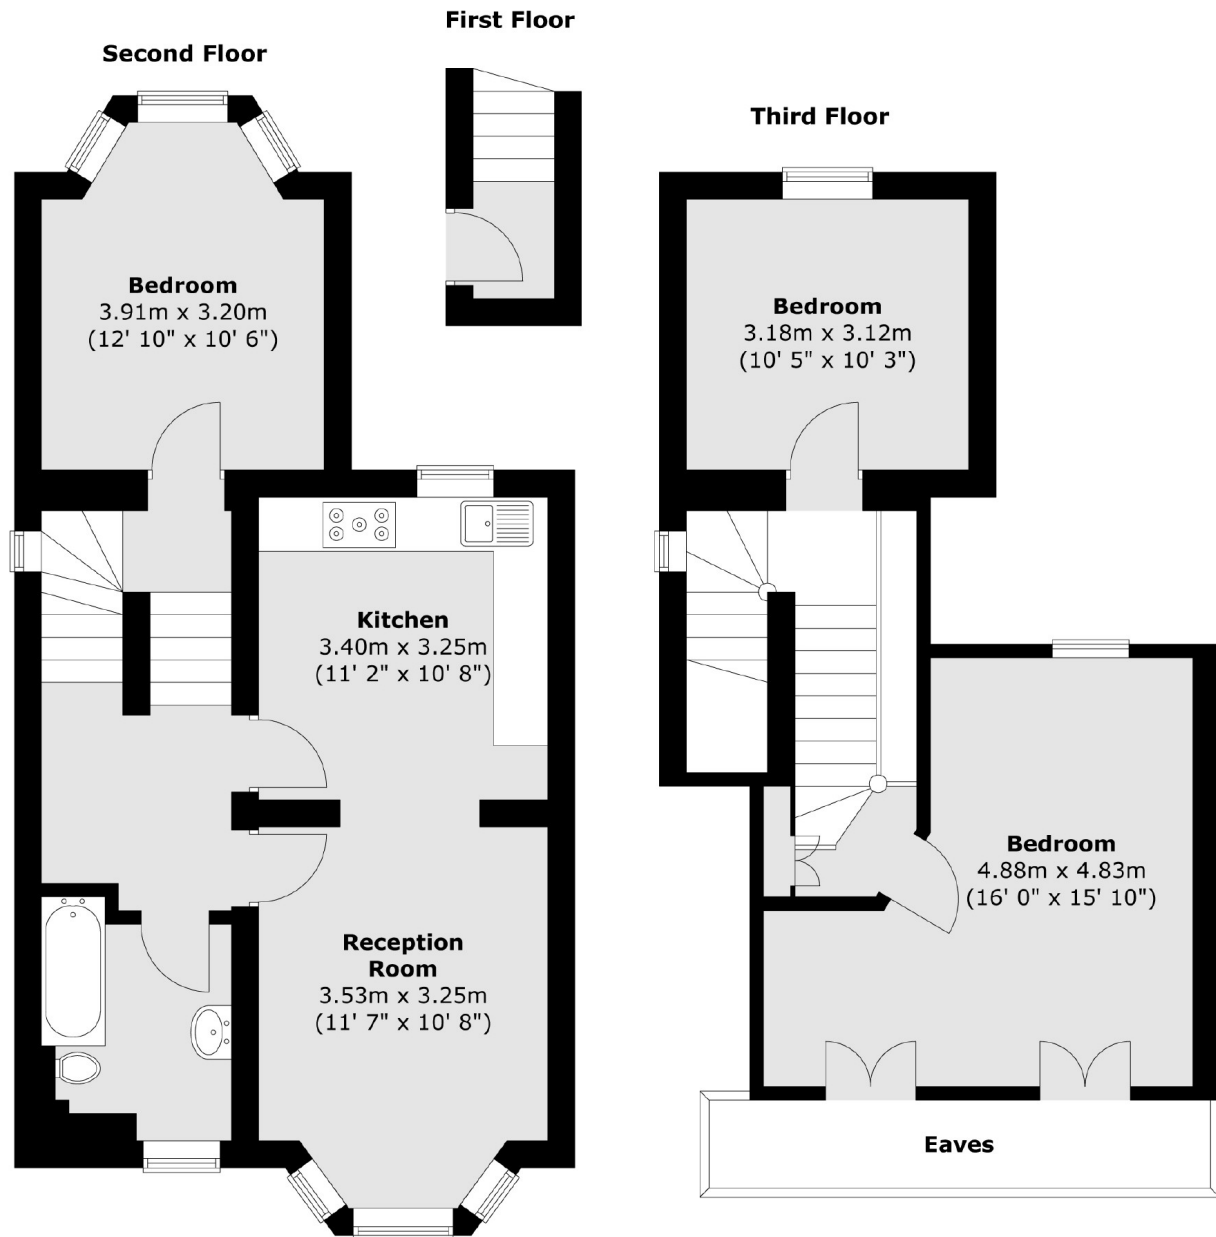 First Floor
Second Floor
Third Floor
Bedroom
3.91m x 3.20m
(12' 10" x 10' 6")
Bedroom
3.18m x 3.12m
(10' 5" x 10' 3")
Kitchen
3.40m x 3.25m
(11' 2" x 10' 8")
Bedroom
4.88m x 4.83m
(16' 0" x 15' 10")
Reception
Room
3.53m x 3.25m
(11' 7" x 10' 8")
Eaves